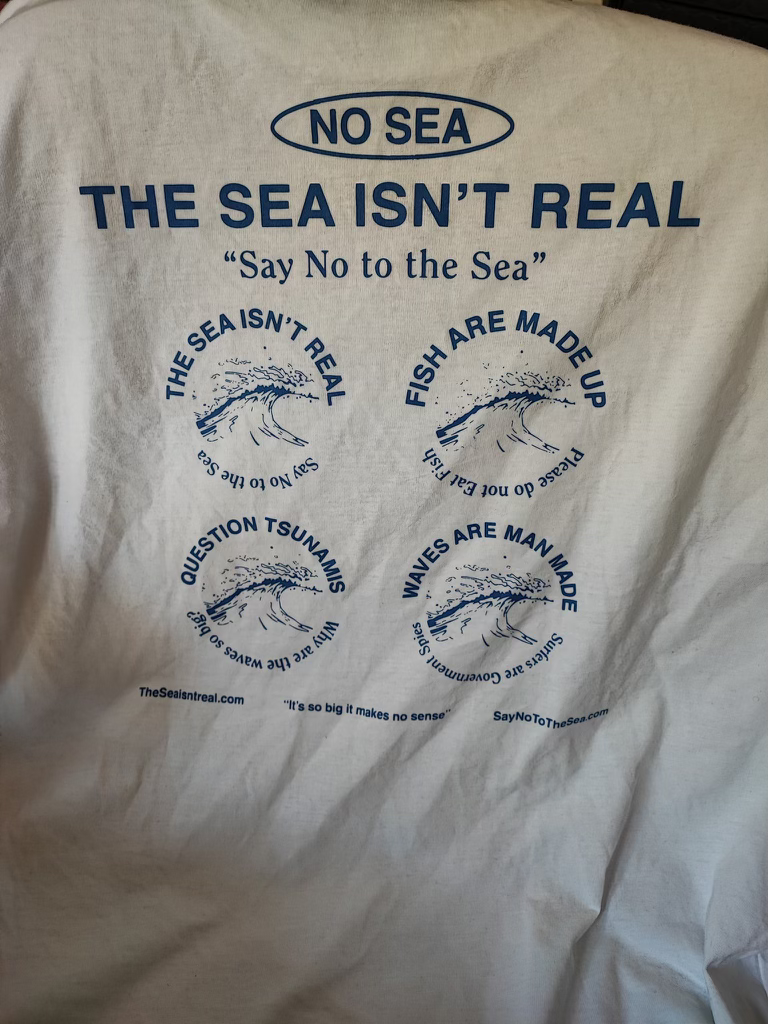 NO SEA
THE SEA ISN'T REAL
“Say No to the Sea”
THE SEA ISN'T REAL
Say No to the Sea
FISH ARE MADE UP
Please do not Eat Fish
QUESTION TSUNAMIS
Why are the waves so big?
WAVES ARE MAN MADE
Surfers are Government Spies
TheSeaisntreal.com
"It's so big it makes no sense"
SayNoToTheSea.com